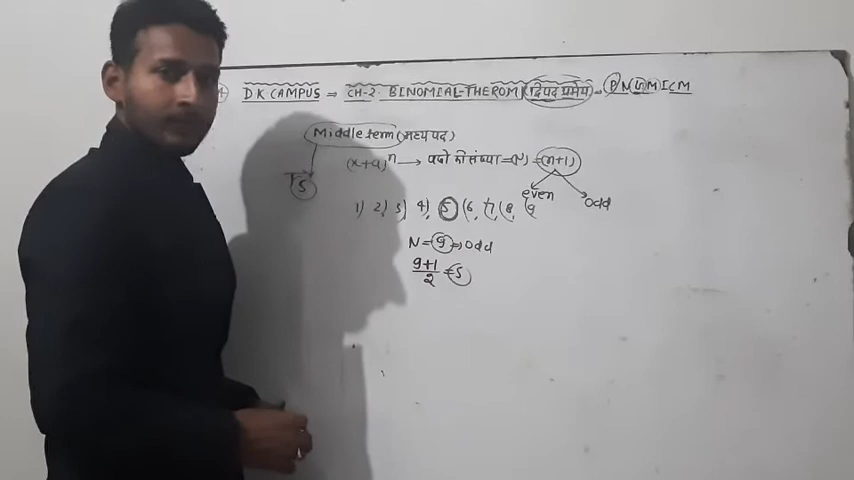 D.K CAMPUS ⇒ CH-2. BINOMIAL-THEROM (द्विपद प्रमेय) - P.N.G.M.I.C.M
Middle term (मध्य पद)
(x+a)^n → पदों की संख्या =(N) =(n+1)
T5
even odd
1) 2) 3) 4) 5 (6, (7, (8, (9
N = 9 ⇒ odd
9+1/2 = 5